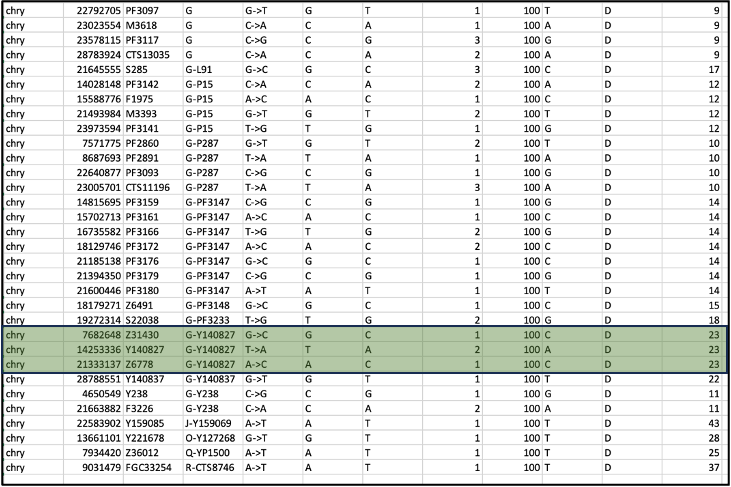 chry 22792705 PF3097 G G->T G T 1 100 T D 9
chry 23023554 M3618 G C->A C A 1 100 A D 9
chry 23578115 PF3117 G C->G C G 3 100 G D 9
chry 28783924 CTS13035 G C->A C A 2 100 A D 9
chry 21645555 S285 G-L91 G->C G C 3 100 C D 17
chry 14028148 PF3142 G-P15 C->A C A 2 100 A D 12
chry 15588776 F1975 G-P15 A->C A C 1 100 C D 12
chry 21493984 M3393 G-P15 G->T G T 2 100 T D 12
chry 23973594 PF3141 G-P15 T->G T G 1 100 G D 12
chry 7571775 PF2860 G-P287 G->T G T 2 100 T D 10
chry 8687693 PF2891 G-P287 T->A T A 1 100 A D 10
chry 22640877 PF3093 G-P287 C->G C G 1 100 G D 10
chry 23005701 CTS11196 G-P287 T->A T A 3 100 A D 10
chry 14815695 PF3159 G-PF3147 C->G C G 1 100 G D 14
chry 15702713 PF3161 G-PF3147 A->C A C 1 100 C D 14
chry 16735582 PF3166 G-PF3147 T->G T G 2 100 G D 14
chry 18129746 PF3172 G-PF3147 A->C A C 2 100 C D 14
chry 21185138 PF3176 G-PF3147 C->G C G 1 100 G D 14
chry 21394350 PF3179 G-PF3147 C->G C G 1 100 G D 14
chry 21600446 PF3180 G-PF3147 A->T A T 1 100 T D 14
chry 18179271 Z6491 G-PF3148 G->C G C 1 100 C D 15
chry 19272314 S22038 G-PF3233 T->G T G 2 100 G D 18
chry 7682648 Z31430 G-Y140827 G->C G C 1 100 C D 23
chry 14253336 Y140827 G-Y140827 T->A T A 2 100 A D 23
chry 21333137 Z6778 G-Y140827 A->C A C 1 100 C D 23
chry 28788551 Y140837 G-Y140837 G->T G T 1 100 T D 22
chry 4650549 Y238 G-Y238 C->G C G 1 100 G D 11
chry 21663882 F3226 G-Y238 C->A C A 2 100 A D 11
chry 22583902 Y159085 J-Y159069 A->T A T 1 100 T D 43
chry 13661101 Y221678 O-Y127268 G->T G T 1 100 T D 28
chry 7934420 Z36012 Q-YP1500 A->T A T 1 100 T D 25
chry 9031479 FGC33254 R-CTS8746 A->T A T 1 100 T D 37